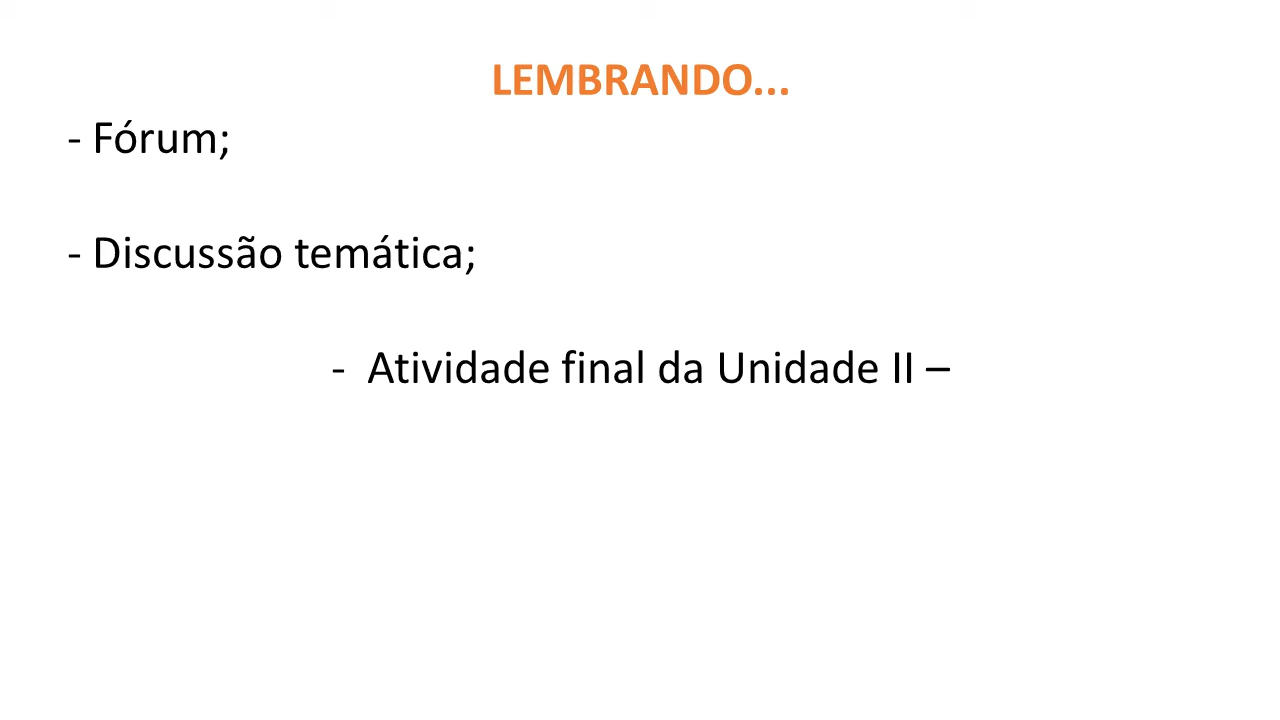 LEMBRANDO...
- Fórum;
- Discussão temática;
- Atividade final da Unidade II –